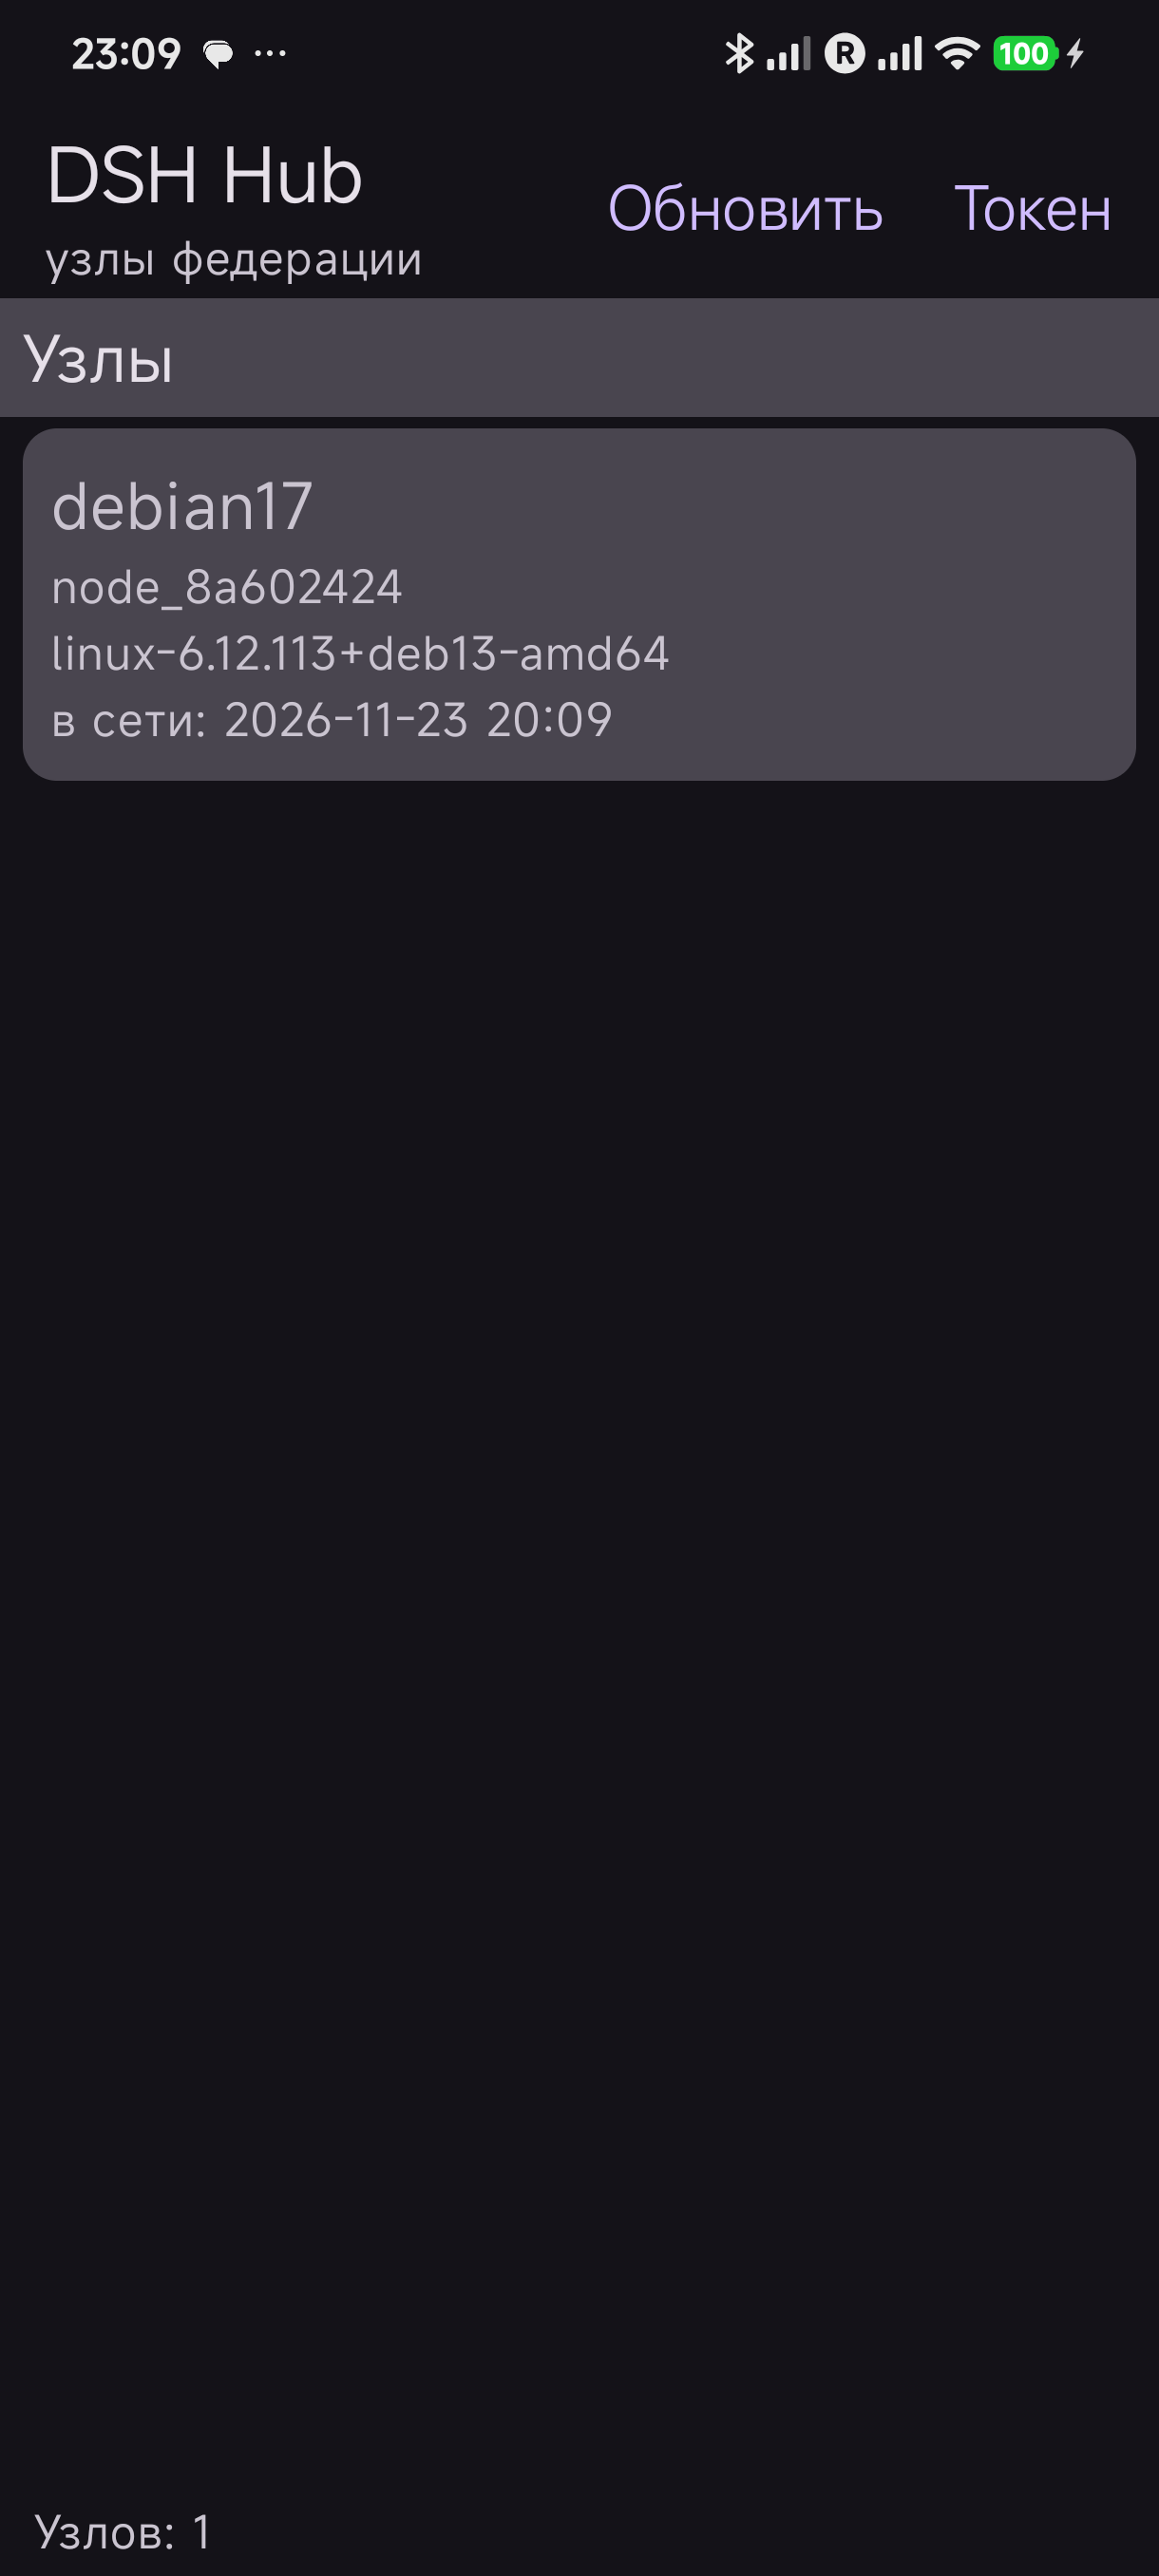 23:09
R
100
DSH Hub
узлы федерации
Обновить Токен
Узлы
debian17
node_8a602424
linux-6.12.113+deb13-amd64
в сети: 2026-11-23 20:09
Узлов: 1